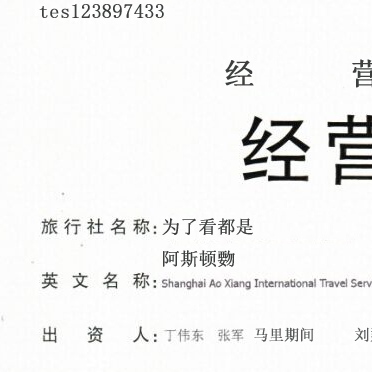 tes123897433
经 营
经营
旅行社名称:为了看都是
阿斯顿覅
英文名称:Shanghai Ao Xiang International Travel Serv
出资人:丁伟东 张军 马里期间 刘